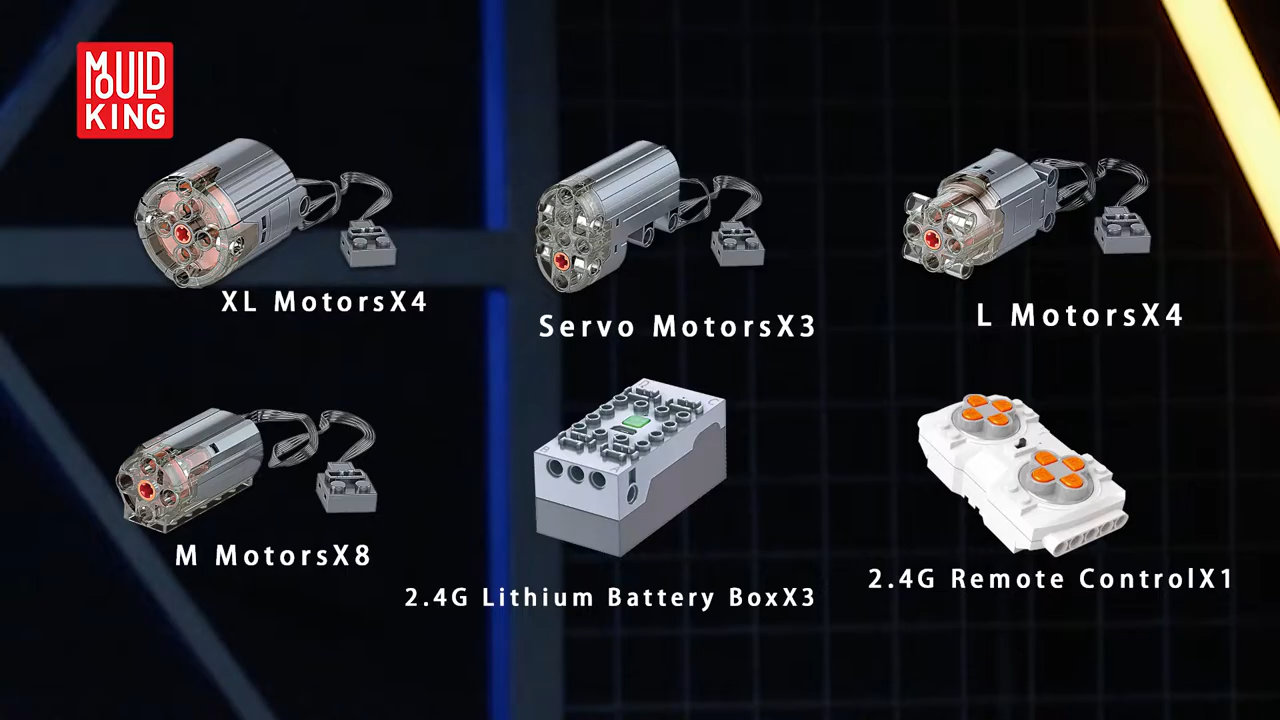 MOULD
KING
XL MotorsX4
Servo MotorsX3
L MotorsX4
M MotorsX8
2.4G Lithium Battery BoxX3
2.4G Remote ControlX1